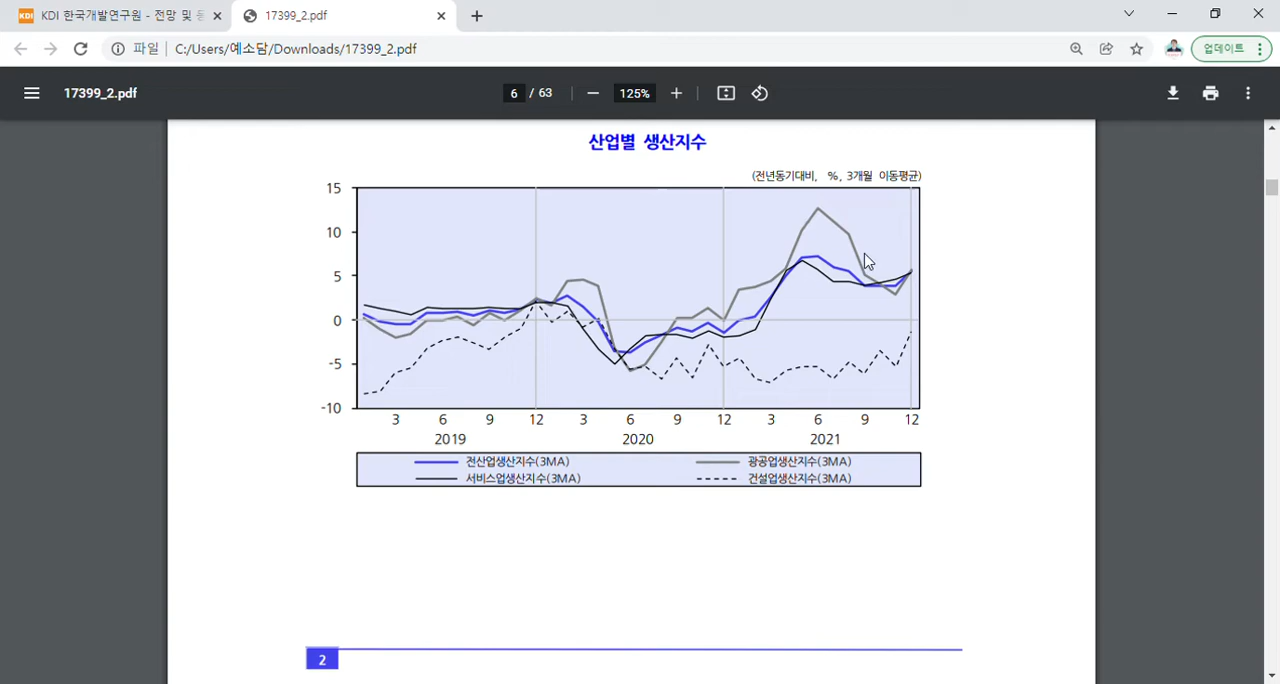 KDI 한국개발연구원 - 전망 및 동
17399_2.pdf
파일
C:/Users/예소담/Downloads/17399_2.pdf
업데이트
17399_2.pdf
6 / 63
125%
산업별 생산지수
(전년동기대비, %, 3개월 이동평균)
15
10
5
0
-5
-10
3 6 9 12 3 6 9 12 3 6 9 12
2019 2020 2021
전산업생산지수(3MA) 광공업생산지수(3MA)
서비스업생산지수(3MA) 건설업생산지수(3MA)
2